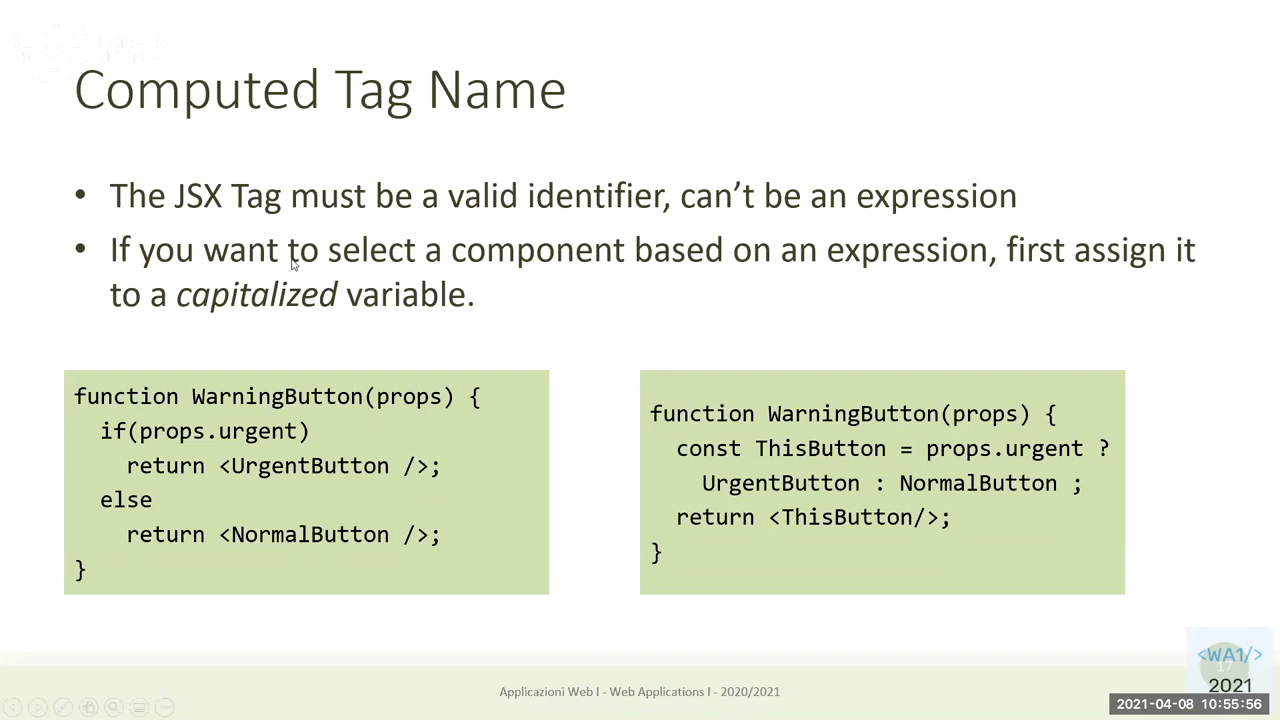 Computed Tag Name
• The JSX Tag must be a valid identifier, can’t be an expression
• If you want to select a component based on an expression, first assign it
to a capitalized variable.
function WarningButton(props) {
if(props.urgent)
return <UrgentButton />;
else
return <NormalButton />;
}
function WarningButton(props) {
const ThisButton = props.urgent ?
UrgentButton : NormalButton ;
return <ThisButton/>;
}
<WA1/>
17
2021
Applicazioni Web I - Web Applications I - 2020/2021
2021-04-08 10:55:56